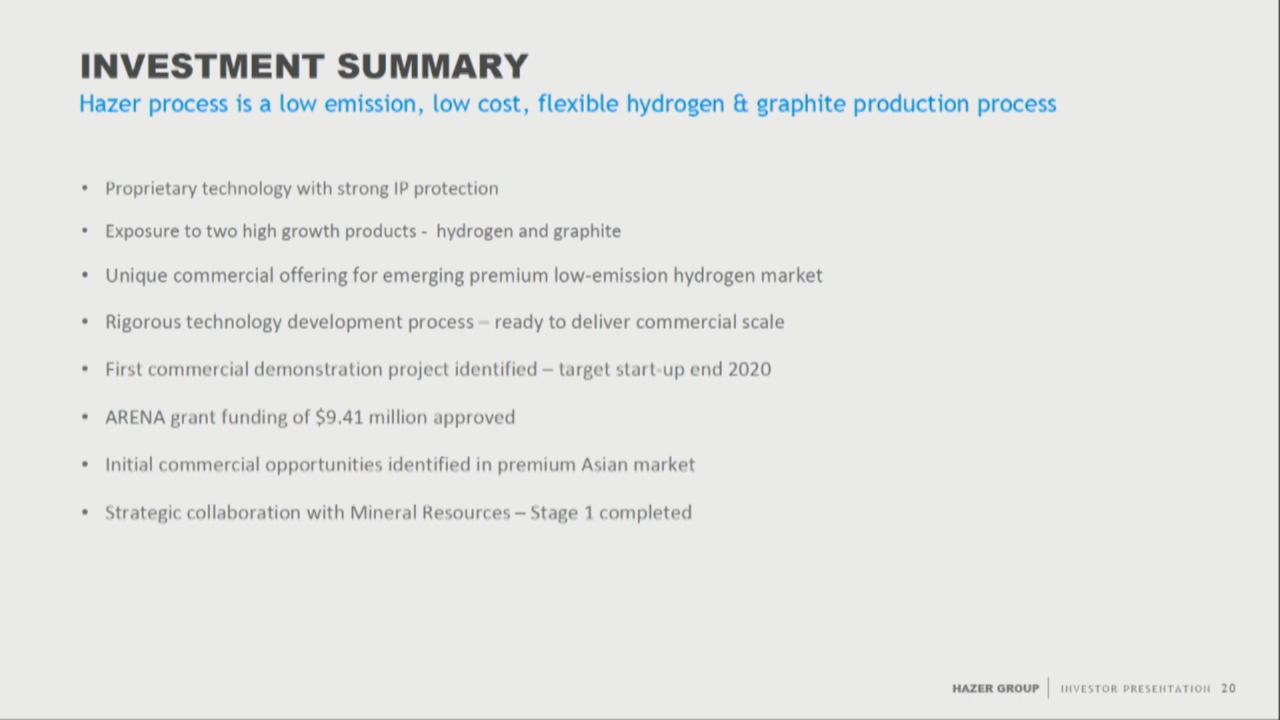 INVESTMENT SUMMARY
Hazer process is a low emission, low cost, flexible hydrogen & graphite production process
• Proprietary technology with strong IP protection
• Exposure to two high growth products - hydrogen and graphite
• Unique commercial offering for emerging premium low-emission hydrogen market
• Rigorous technology development process – ready to deliver commercial scale
• First commercial demonstration project identified – target start-up end 2020
• ARENA grant funding of $9.41 million approved
• Initial commercial opportunities identified in premium Asian market
• Strategic collaboration with Mineral Resources – Stage 1 completed
HAZER GROUP | INVESTOR PRESENTATION 20